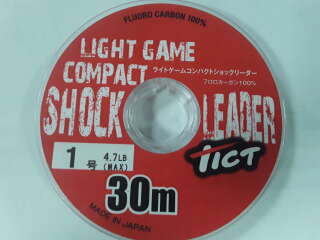 FLUORO CARBON 100%
LIGHT GAME
COMPACT ライトゲームコンパクトショックリーダー
フロロカーボン100%
SHOCK LEADER
TICT
1号 4.7LB
(MAX)
30m
MADE IN JAPAN